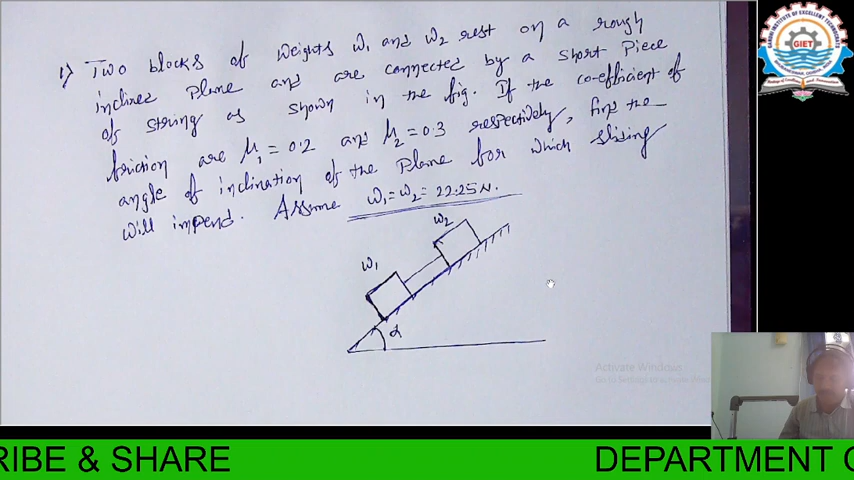 1) Two blocks of weights W1 and W2 rest on a rough
inclined plane and are connected by a short piece
of string as shown in the fig. If the co-efficient of
friction are μ1 = 0.2 and μ2 = 0.3 respectively, find the
angle of inclination of the plane for which sliding
will impend. Assume W1 = W2 = 22.25 N.
W2
W1
α
GIET
Activate Windows
RIBE & SHARE
DEPARTMENT O